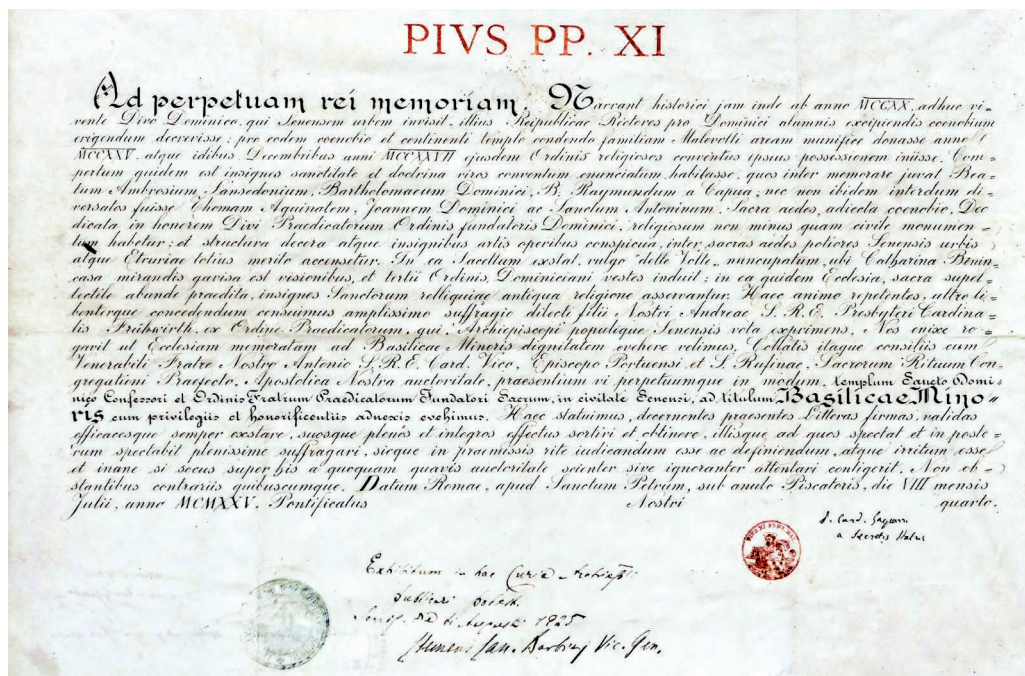 PIVS PP. XI
Ad perpetuam rei memoriam. Narrant historici jam inde ab anno MCCXX, adhuc vi=
vente Divo Dominico, qui Senensem urbem invisit, illius Reipublicae Rectores pro Dominici alumnis excipiendis coenobium
erigendum decrevisse; pro eodem coenobio et continenti templo condendo familiam Malevolti aream munifice donasse anno
MCCXXV, atque idibus Decembribus anni MCCXXVII ejusdem Ordinis religiosos conventus ipsius possessionem iniisse. Com=
pertum quidem est insignes sanctitate et doctrina viros conventum enunciatum habitasse, quos inter memorare juvat Bea=
tum Ambrosium Sansedonium, Bartholomaeum Dominici, B. Raymundum a Capua, nec non ibidem interdum di=
versatos fuisse Thomam Aquinatem, Joannem Dominici ac Sanctum Antoninum. Sacra aedes, adiecta coenobio, Deo
dicata in honorem Divi Praedicatorum Ordinis fundatoris Dominici, religiosum non minus quam civile monumen=
tum habetur; et structura decora atque insignibus artis operibus conspicua, inter sacras aedes potiores Senensis urbis
atque Etruriae totius merito accensetur. In ea Sacellum exstat, vulgo "delle Volte" nuncupatum, ubi Catharina Benin=
casa mirandis gavisa est visionibus, et tertii Ordinis Dominiciani vestes induit; in ea quidem Ecclesia, sacra supel=
lectile abunde praedita, insignes Sanctorum relliquiae antiqua religione asservantur. Haec animo repetentes, ultro li=
benterque concedendum censuimus amplissimo suffragio dilecti filii Nostri Andreae S. R. E. Presbyteri Cardina=
lis Frühwirth, ex Ordine Praedicatorum, qui, Archiepiscopi populique Senensis vota exprimens, Nos enixe ro=
gavit ut Ecclesiam memoratam ad Basilicae Minoris dignitatem evehere velimus. Collatis itaque consiliis cum
Venerabili Fratre Nostro Antonio S. R. E. Card. Vico, Episcopo Portuensi et S. Rufinae, Sacrorum Rituum Con=
gregationi Praefecto, Apostolica Nostra auctoritate, praesentium vi perpetuumque in modum, templum Sancto Domi=
nico Confessori et Ordinis Fratrum Praedicatorum Fundatori Sacrum, in civitate Senensi, ad titulum Basilicae Mino=
ris cum privilegiis et honorificentiis adnexis evehimus. Haec statuimus, decernentes praesentes Litteras firmas, validas
efficacesque semper exstare, suosque plenos et integros effectus sortiri et obtinere, illisque ad quos spectat et in poste=
rum spectabit plenissime suffragari, sicque in praemissis rite iudicandum esse ac definiendum, atque irritum esse
et inane si secus super his a quoquam quavis auctoritate scienter sive ignoranter attentari contigerit. Non ob=
stantibus contrariis quibuscumque. Datum Romae, apud Sanctum Petrum, sub anulo Piscatoris, die VIII mensis
Julii, anno MCMXXV, Pontificatus Nostri quarto.
Card. Gasparri
a Secretis Status
Exhibitum in hac Curia Archiepli
publicari potest.
6 Augusti 1925
Can. Barbieri Vic. Gen.